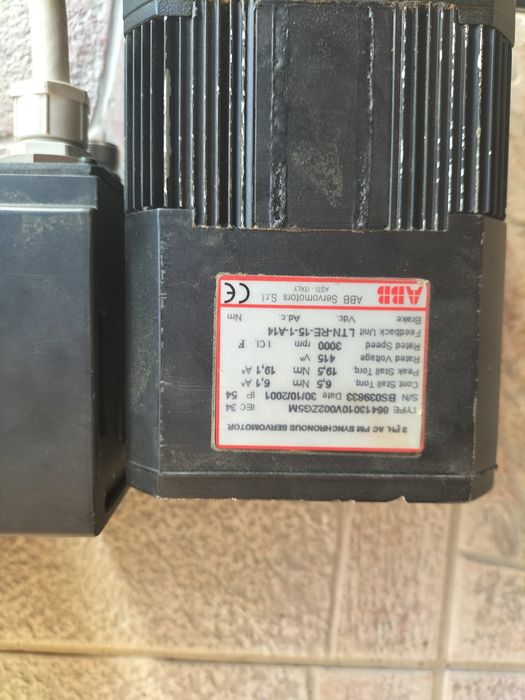 ABB
ABB Servomotors S.r.l.
ASTI - ITALY
CE
3 PH. AC PM SYNCHRONOUS SERVOMOTOR
TYPE 86413010V002ZG5M IEC 34
S/N BS039833 Date 30/10/2001 IP 54
Cont Stall Torq. 6,5 Nm 6,1 A^
Peak Stall Torq. 19,5 Nm 19,1 A^
Rated Voltage 415 V^
Rated Speed 3000 rpm I.Cl. F
Feedback Unit LTN-RE-15-1-A14
Brake Vdc. Ad.c. Nm